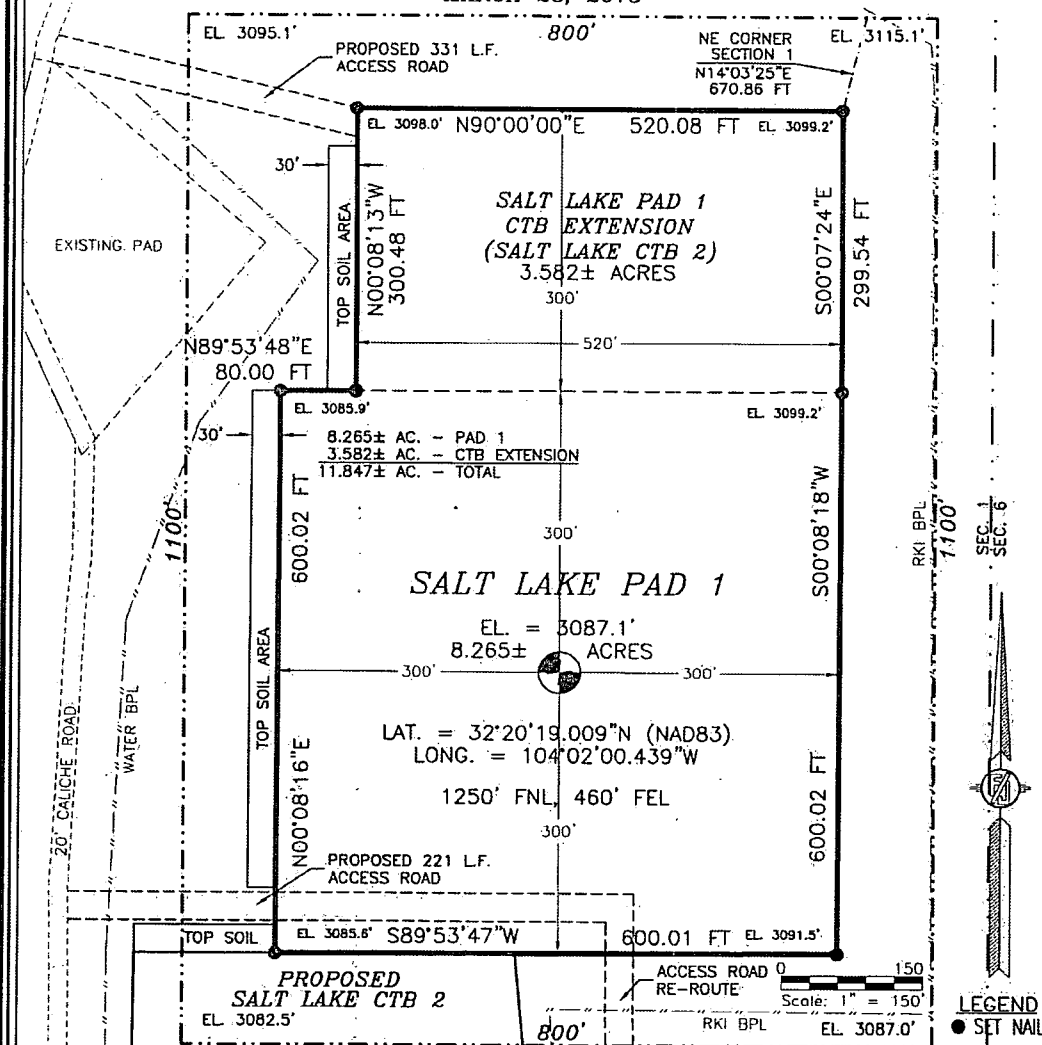 EL. 3095.1'
800'
EL. 3115.1'
PROPOSED 331 L.F.
ACCESS ROAD
NE CORNER
SECTION 1
N14°03'25"E
670.86 FT
EL. 3098.0'
N90°00'00"E 520.08 FT
EL. 3099.2'
30'
EXISTING PAD
TOP SOIL AREA
N00°08'13"W
300.48 FT
SALT LAKE PAD 1
CTB EXTENSION
(SALT LAKE CTB 2)
3.582± ACRES
300'
520'
S00°07'24"E
299.54 FT
N89°53'48"E
80.00 FT
EL. 3085.9'
EL. 3099.2'
30'
8.265± AC. - PAD 1
3.582± AC. - CTB EXTENSION
11.847± AC. - TOTAL
1100'
600.02 FT
300'
S00°08'18"W
RKI BPL
1100'
SEC. 1
SEC. 6
SALT LAKE PAD 1
EL. = 3087.1'
8.265± ACRES
300'
300'
TOP SOIL AREA
WATER BPL
20' CALICHE ROAD
LAT. = 32°20'19.009"N (NAD83)
LONG. = 104°02'00.439"W
1250' FNL, 460' FEL
N00°08'16"E
600.02 FT
300'
PROPOSED 221 L.F.
ACCESS ROAD
TOP SOIL
EL. 3085.6'
S89°53'47"W 600.01 FT
EL. 3091.5'
PROPOSED
SALT LAKE CTB 2
EL. 3082.5'
ACCESS ROAD
RE-ROUTE
0 150
Scale: 1" = 150'
800'
RKI BPL
EL. 3087.0'
LEGEND
SET NAIL